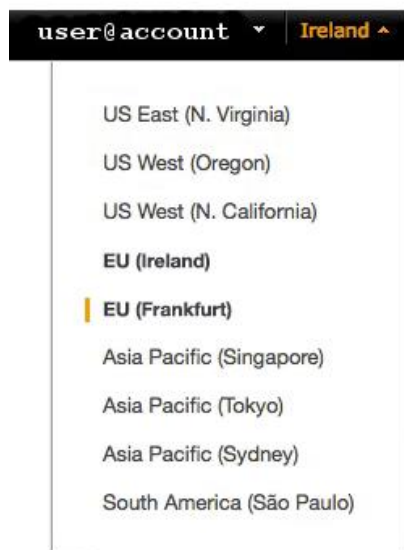 user@account Ireland
US East (N. Virginia)
US West (Oregon)
US West (N. California)
EU (Ireland)
EU (Frankfurt)
Asia Pacific (Singapore)
Asia Pacific (Tokyo)
Asia Pacific (Sydney)
South America (São Paulo)